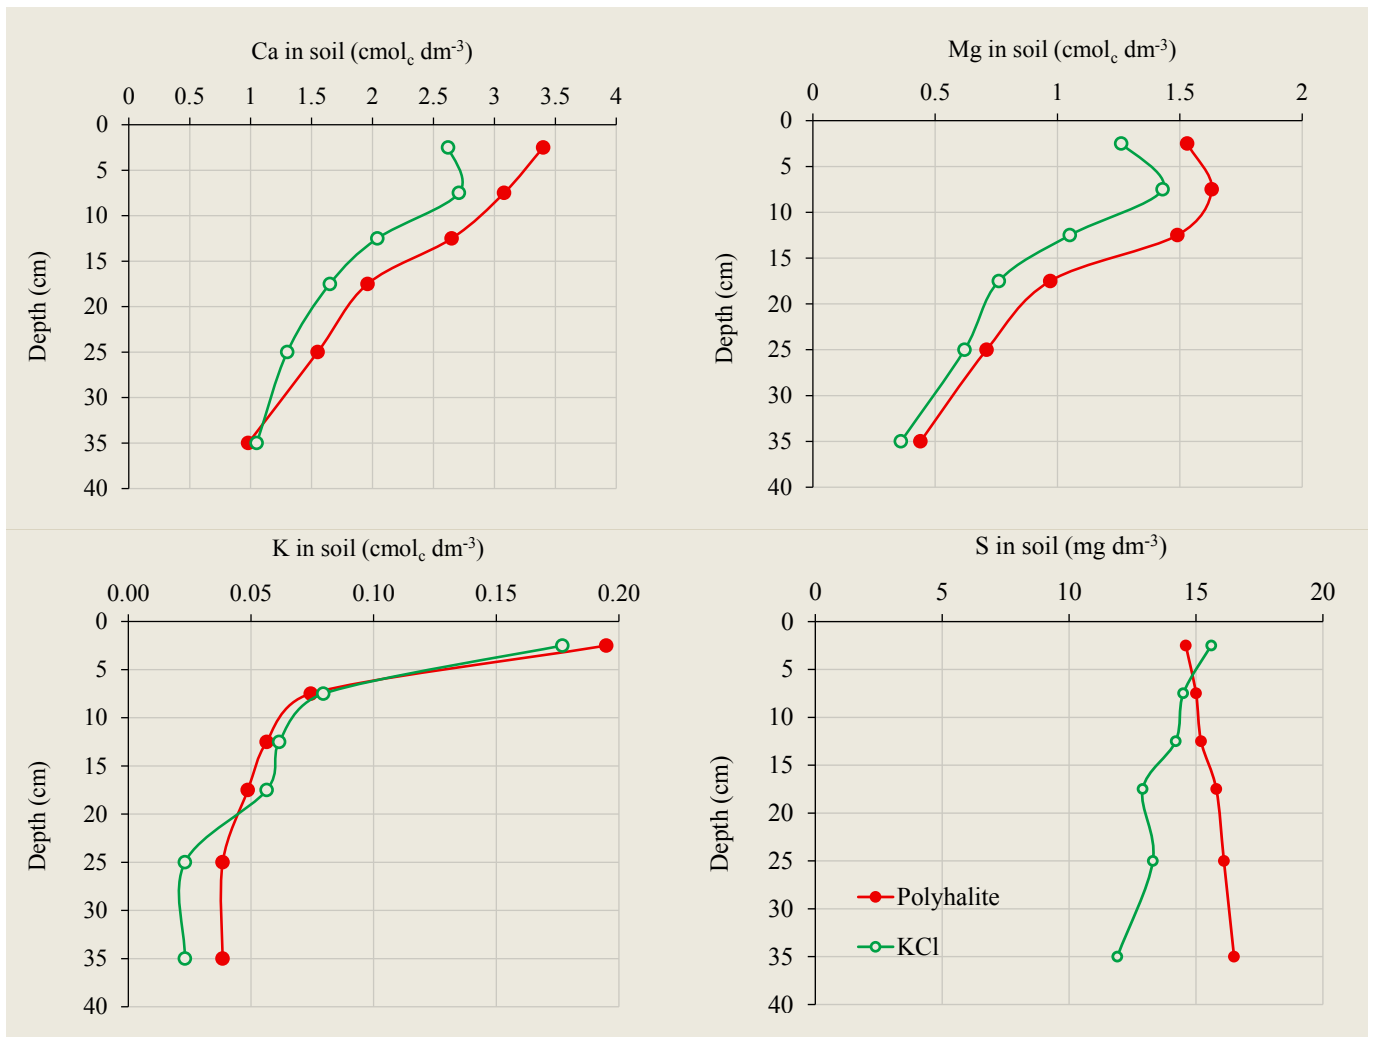 Ca in soil (cmolc dm-3)
0 0.5 1 1.5 2 2.5 3 3.5 4
0
5
10
15
20
25
30
35
40
Depth (cm)
Mg in soil (cmolc dm-3)
0 0.5 1 1.5 2
0
5
10
15
20
25
30
35
40
Depth (cm)
K in soil (cmolc dm-3)
0.00 0.05 0.10 0.15 0.20
0
5
10
15
20
25
30
35
40
Depth (cm)
S in soil (mg dm-3)
0 5 10 15 20
0
5
10
15
20
25
30
35
40
Depth (cm)
Polyhalite
KCl